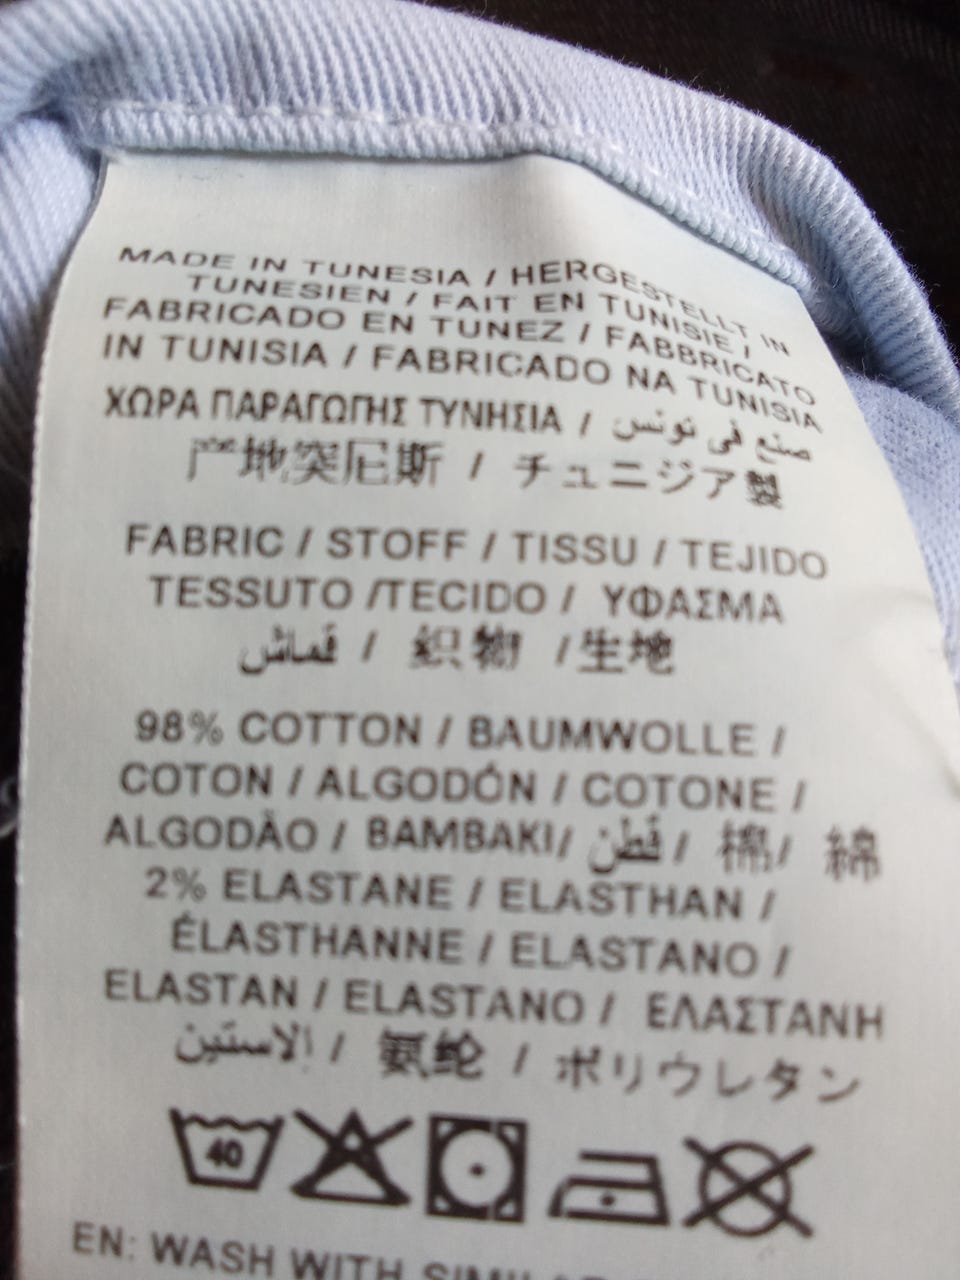 MADE IN TUNESIA / HERGESTELLT IN
TUNESIEN / FAIT EN TUNISIE /
FABRICADO EN TUNEZ / FABBRICATO
IN TUNISIA / FABRICADO NA TUNISIA
ΧΩΡΑ ΠΑΡΑΓΩΓΗΣ ΤΥΝΗΣΙΑ / صنع في تونس
产地突尼斯 / チュニジア製
FABRIC / STOFF / TISSU / TEJIDO
TESSUTO /TECIDO / ΥΦΑΣΜΑ
قماش / 织物 /生地
98% COTTON / BAUMWOLLE /
COTON / ALGODÓN / COTONE /
ALGODÃO / BAMBAKI/ قطن / 棉/ 綿
2% ELASTANE / ELASTHAN /
ÉLASTHANNE / ELASTANO /
ELASTAN / ELASTANO / ΕΛΑΣΤΑΝΗ
الاستين / 氨纶 / ポリウレタン
40
EN: WASH WITH